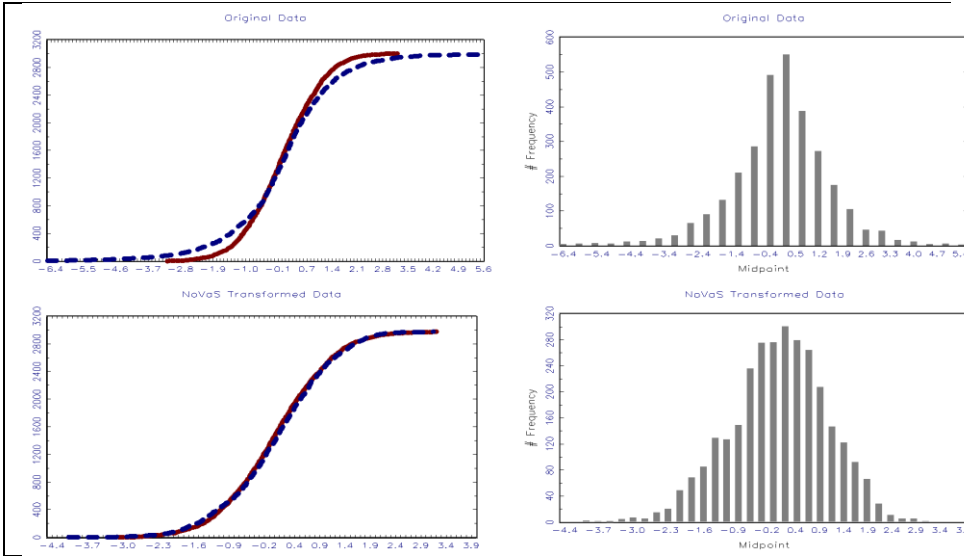 Original Data
3200
2800
2400
2000
1600
1200
800
400
0
-6.4 -5.5 -4.6 -3.7 -2.8 -1.9 -1.0 -0.1 0.7 1.4 2.2 2.8 3.5 4.2 4.9 5.6
Original Data
# Frequency
600
500
400
300
200
100
0
-6.4 -5.4 -4.4 -3.4 -2.4 -1.4 -0.4 0.5 1.2 1.9 2.6 3.3 4.0 4.7
Midpoint
NoVaS Transformed Data
3200
2800
2400
2000
1600
1200
800
400
0
-4.4 -3.7 -3.0 -2.3 -1.6 -0.9 -0.2 0.4 0.9 1.4 1.9 2.4 2.9 3.4 3.9
NoVaS Transformed Data
# Frequency
320
280
240
200
160
120
80
40
0
-4.4 -3.7 -3.0 -2.3 -1.6 -0.9 -0.2 0.4 0.9 1.4 1.9 2.4 2.9 3.4
Midpoint